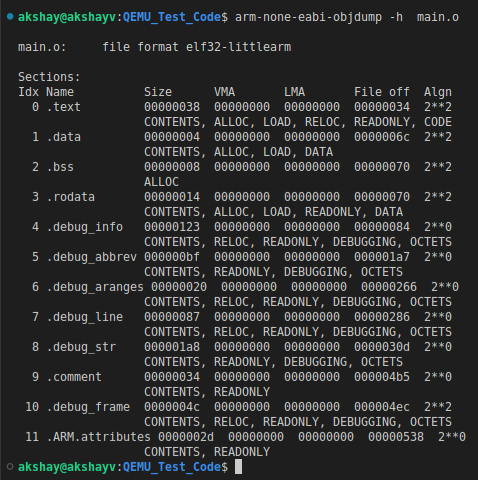 akshay@akshayv:QEMU_Test_Code$ arm-none-eabi-objdump -h  main.o

main.o:     file format elf32-littlearm

Sections:
Idx Name          Size      VMA       LMA       File off  Algn
  0 .text         00000038  00000000  00000000  00000034  2**2
                  CONTENTS, ALLOC, LOAD, RELOC, READONLY, CODE
  1 .data         00000004  00000000  00000000  0000006c  2**2
                  CONTENTS, ALLOC, LOAD, DATA
  2 .bss          00000008  00000000  00000000  00000070  2**2
                  ALLOC
  3 .rodata       00000014  00000000  00000000  00000070  2**2
                  CONTENTS, ALLOC, LOAD, READONLY, DATA
  4 .debug_info   00000123  00000000  00000000  00000084  2**0
                  CONTENTS, RELOC, READONLY, DEBUGGING, OCTETS
  5 .debug_abbrev 000000bf  00000000  00000000  000001a7  2**0
                  CONTENTS, READONLY, DEBUGGING, OCTETS
  6 .debug_aranges 00000020  00000000  00000000  00000266  2**0
                  CONTENTS, RELOC, READONLY, DEBUGGING, OCTETS
  7 .debug_line   00000087  00000000  00000000  00000286  2**0
                  CONTENTS, RELOC, READONLY, DEBUGGING, OCTETS
  8 .debug_str    000001a8  00000000  00000000  0000030d  2**0
                  CONTENTS, READONLY, DEBUGGING, OCTETS
  9 .comment      00000034  00000000  00000000  000004b5  2**0
                  CONTENTS, READONLY
 10 .debug_frame  0000004c  00000000  00000000  000004ec  2**2
                  CONTENTS, RELOC, READONLY, DEBUGGING, OCTETS
 11 .ARM.attributes 0000002d  00000000  00000000  00000538  2**0
                  CONTENTS, READONLY
akshay@akshayv:QEMU_Test_Code$